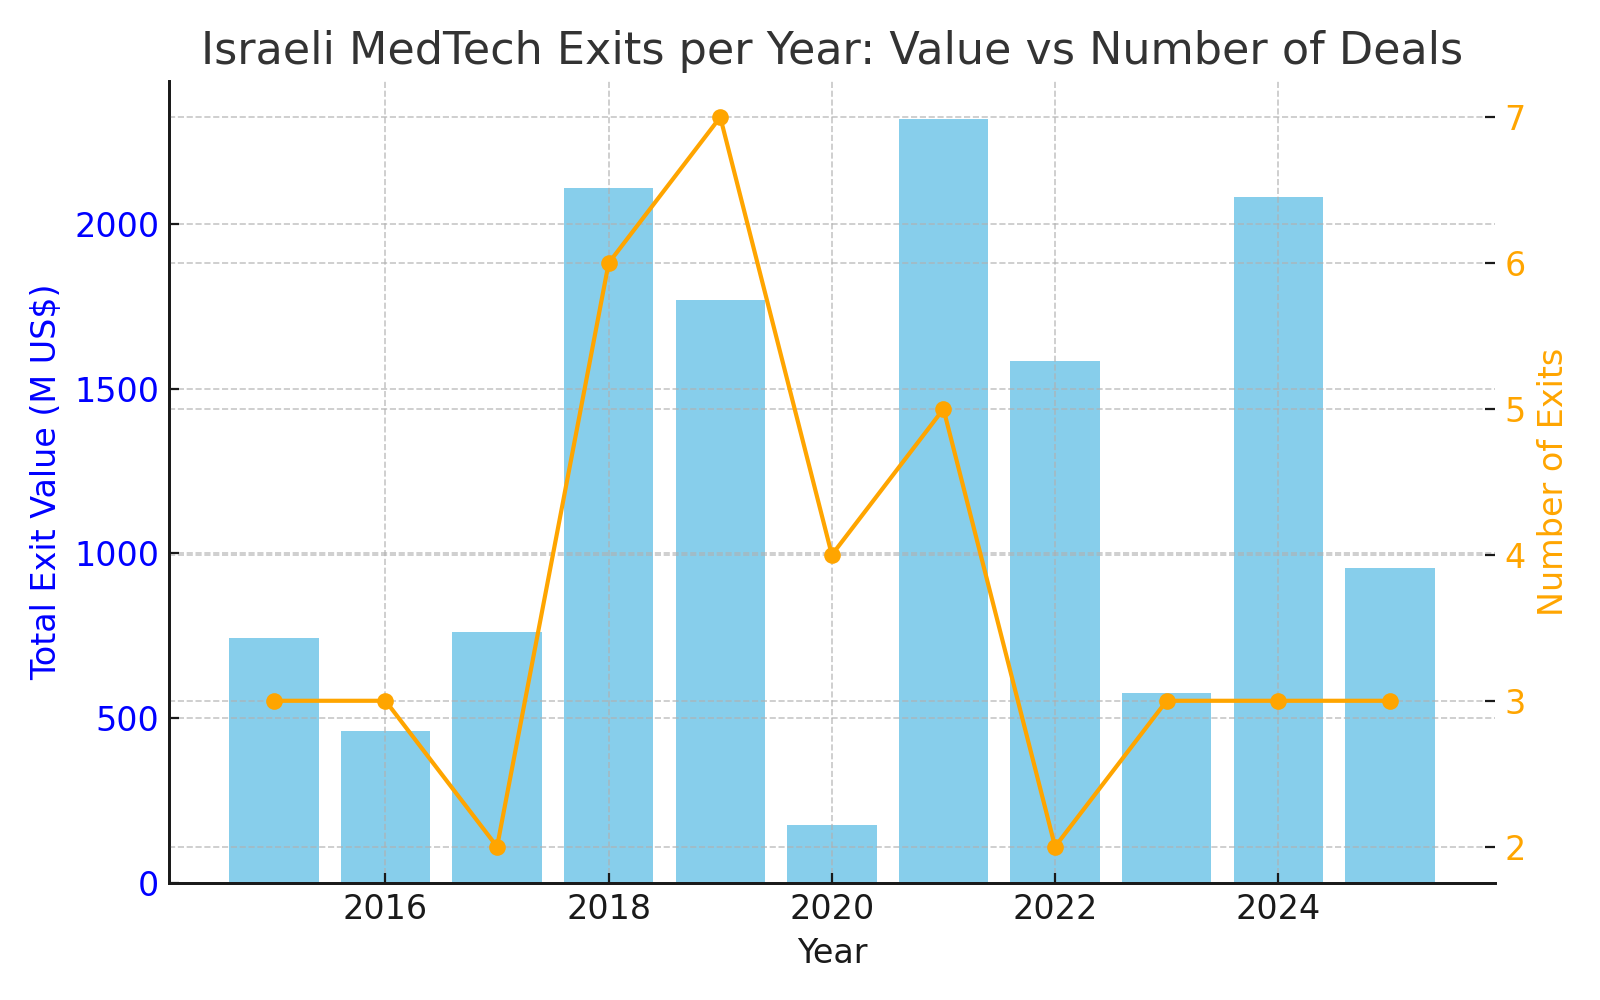 Israeli MedTech Exits per Year: Value vs Number of Deals
Total Exit Value (M US$)
2000
1500
1000
500
0
7
6
5
4
3
2
Number of Exits
2016 2018 2020 2022 2024
Year